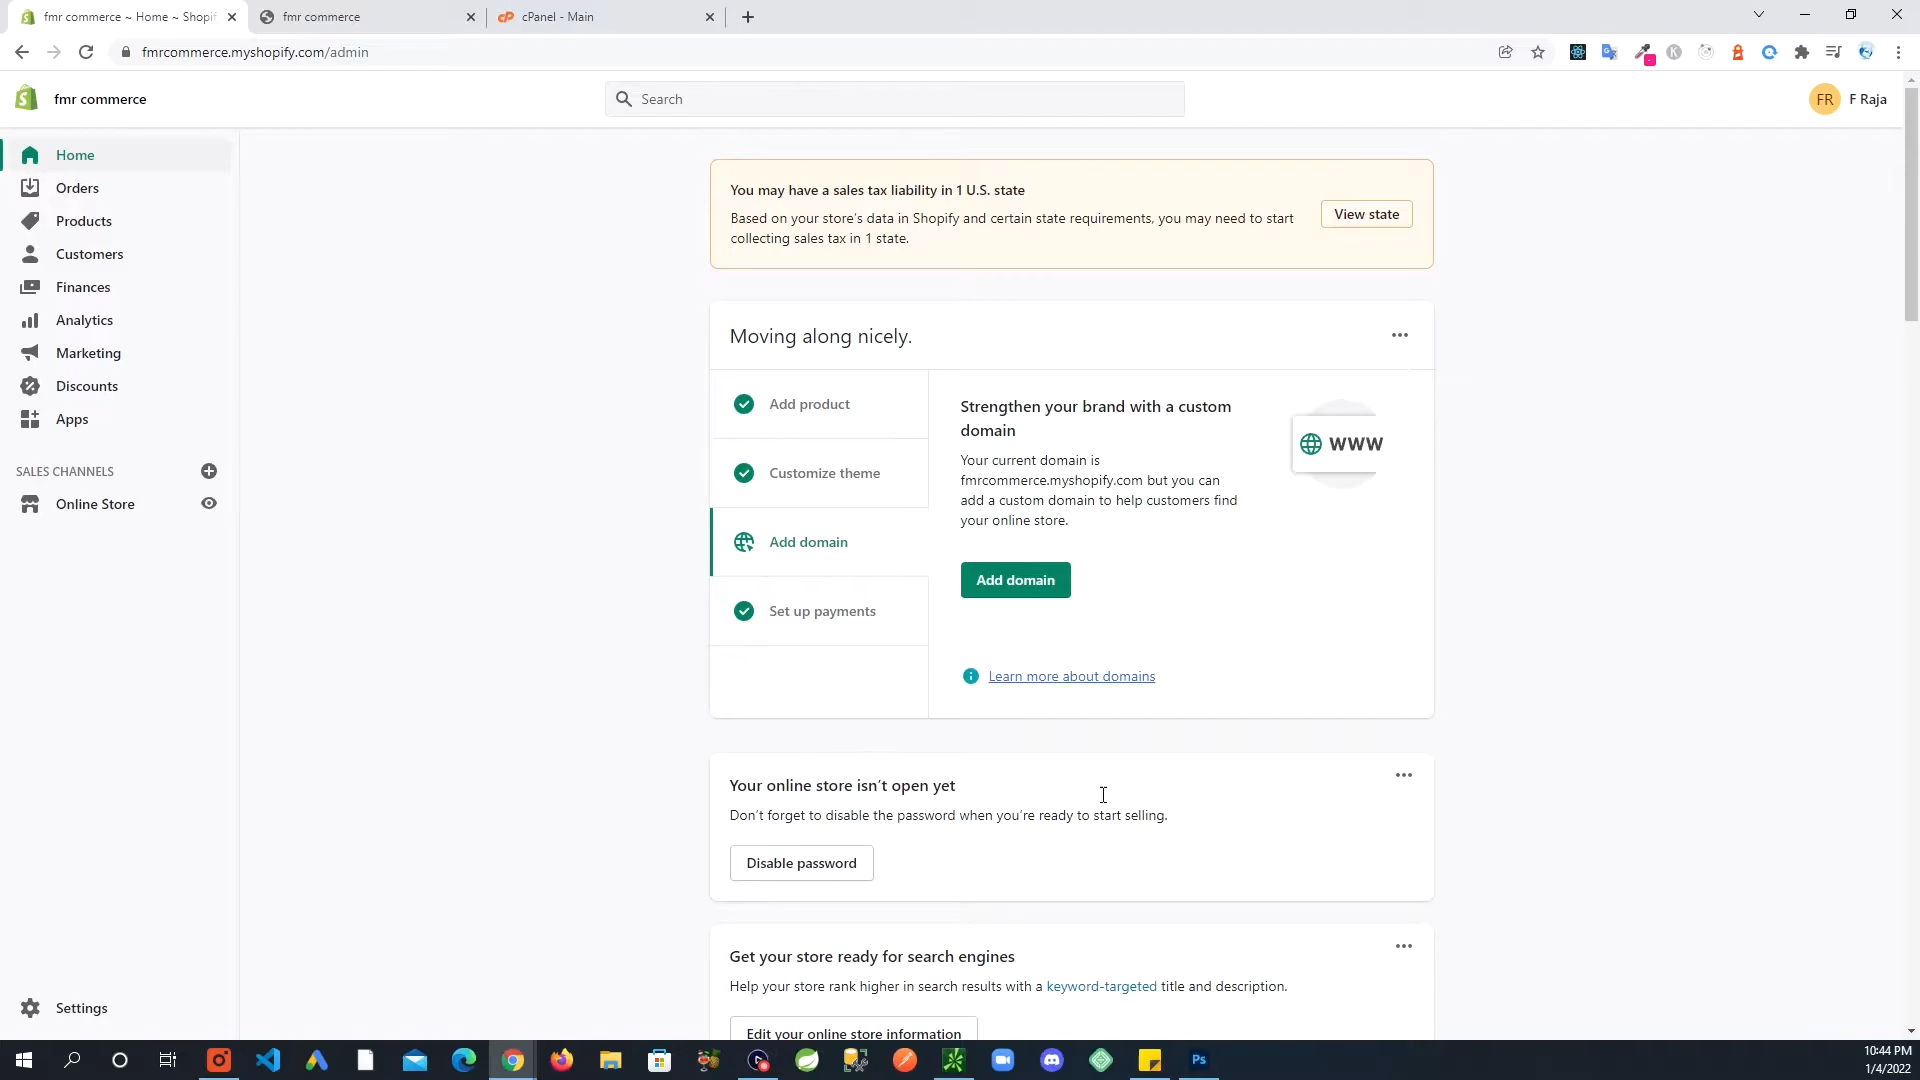 fmr commerce ~ Home ~ Shopif
fmr commerce
cPanel - Main
fmrcommerce.myshopify.com/admin
fmr commerce
Search
FR
F Raja
Home
Orders
Products
Customers
Finances
Analytics
Marketing
Discounts
Apps
SALES CHANNELS
Online Store
Settings
You may have a sales tax liability in 1 U.S. state
Based on your store's data in Shopify and certain state requirements, you may need to start
collecting sales tax in 1 state.
View state
Moving along nicely.
Add product
Customize theme
Add domain
Set up payments
Strengthen your brand with a custom
domain
Your current domain is
fmrcommerce.myshopify.com but you can
add a custom domain to help customers find
your online store.
WWW
Add domain
Learn more about domains
Your online store isn't open yet
Don't forget to disable the password when you're ready to start selling.
Disable password
Get your store ready for search engines
Help your store rank higher in search results with a keyword-targeted title and description.
Edit your online store information
Ps
10:44 PM
1/4/2022